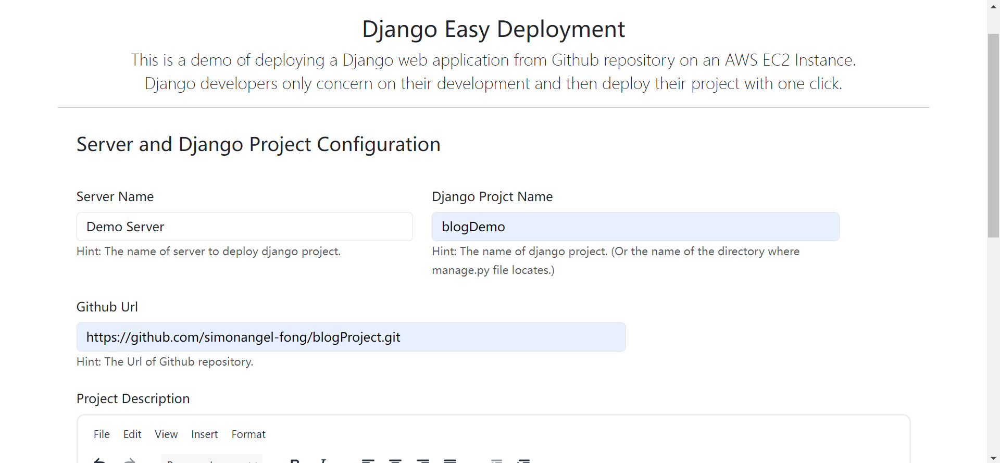 Django Easy Deployment
This is a demo of deploying a Django web application from Github repository on an AWS EC2 Instance.
Django developers only concern on their development and then deploy their project with one click.
Server and Django Project Configuration
Server Name
Django Projct Name
Demo Server
blogDemo
Hint: The name of server to deploy django project.
Hint: The name of django project. (Or the name of the directory where
manage.py file locates.)
Github Url
https://github.com/simonangel-fong/blogProject.git
Hint: The Url of Github repository.
Project Description
File Edit View Insert Format